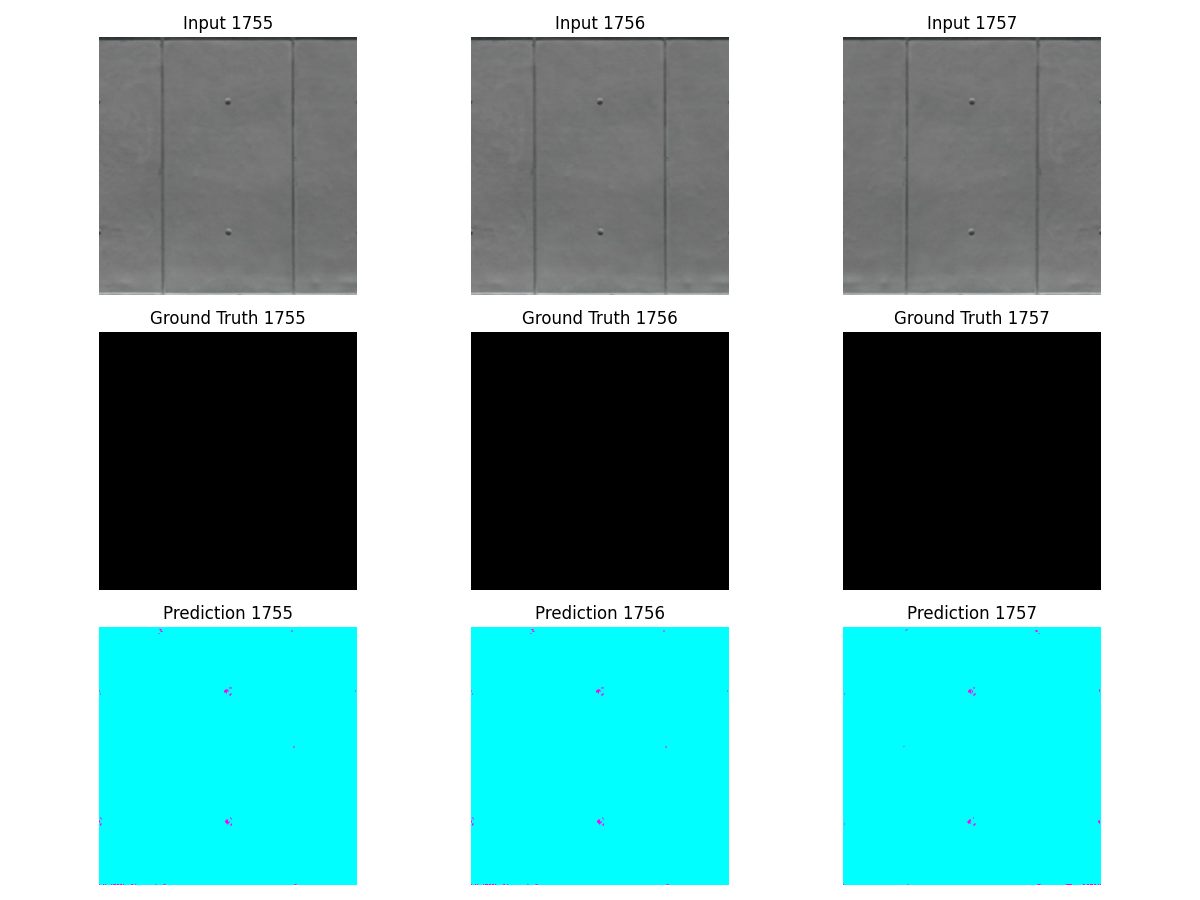 Input 1755
Input 1756
Input 1757
Ground Truth 1755
Ground Truth 1756
Ground Truth 1757
Prediction 1755
Prediction 1756
Prediction 1757